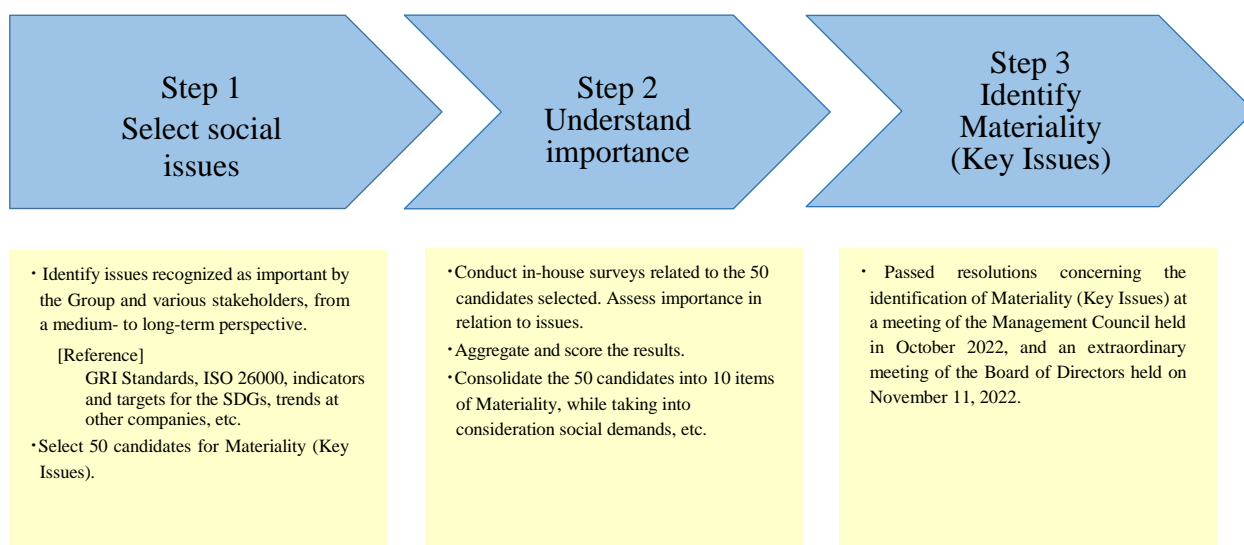 Step 1
Select social
issues
Step 2
Understand
importance
Step 3
Identify
Materiality
(Key Issues)
・Identify issues recognized as important by
the Group and various stakeholders, from
a medium- to long-term perspective.
[Reference]
GRI Standards, ISO 26000, indicators
and targets for the SDGs, trends at
other companies, etc.
・Select 50 candidates for Materiality (Key
Issues).
・Conduct in-house surveys related to the 50
candidates selected. Assess importance in
relation to issues.
・Aggregate and score the results.
・Consolidate the 50 candidates into 10 items
of Materiality, while taking into
consideration social demands, etc.
・ Passed resolutions concerning the
identification of Materiality (Key Issues) at
a meeting of the Management Council held
in October 2022, and an extraordinary
meeting of the Board of Directors held on
November 11, 2022.